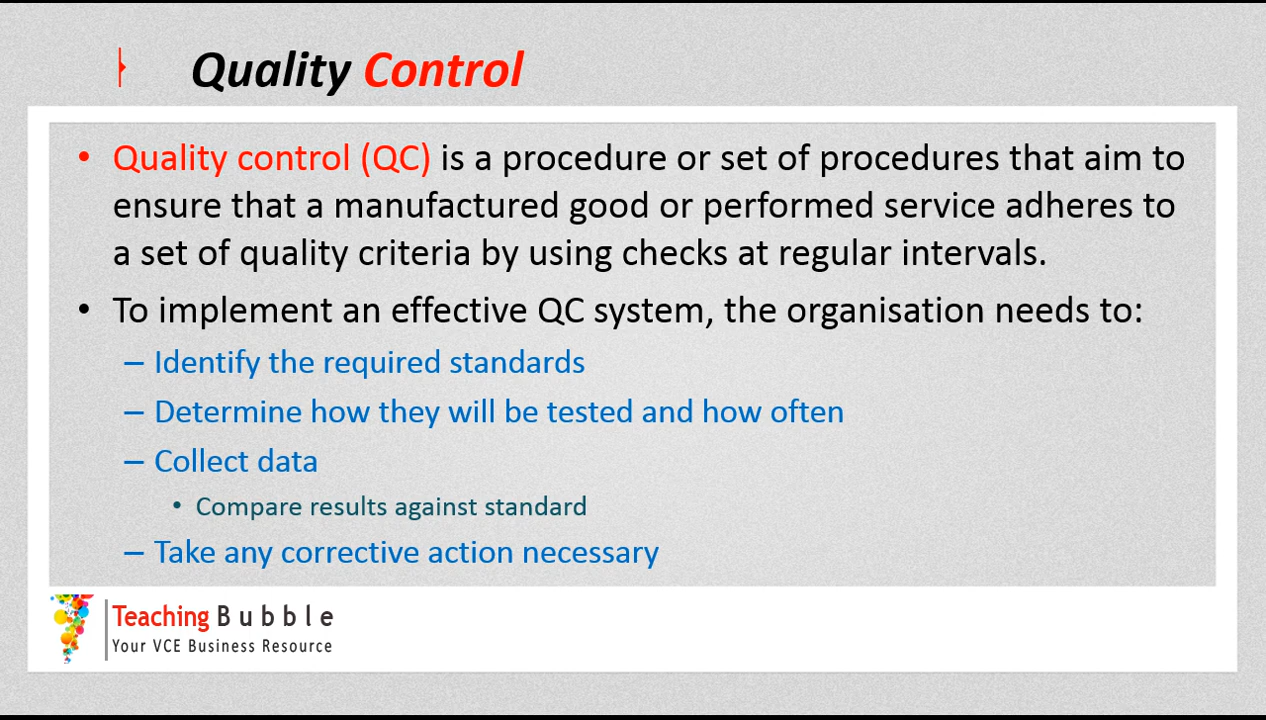 Quality Control
• Quality control (QC) is a procedure or set of procedures that aim to
ensure that a manufactured good or performed service adheres to
a set of quality criteria by using checks at regular intervals.
• To implement an effective QC system, the organisation needs to:
– Identify the required standards
– Determine how they will be tested and how often
– Collect data
• Compare results against standard
– Take any corrective action necessary
Teaching Bubble
Your VCE Business Resource